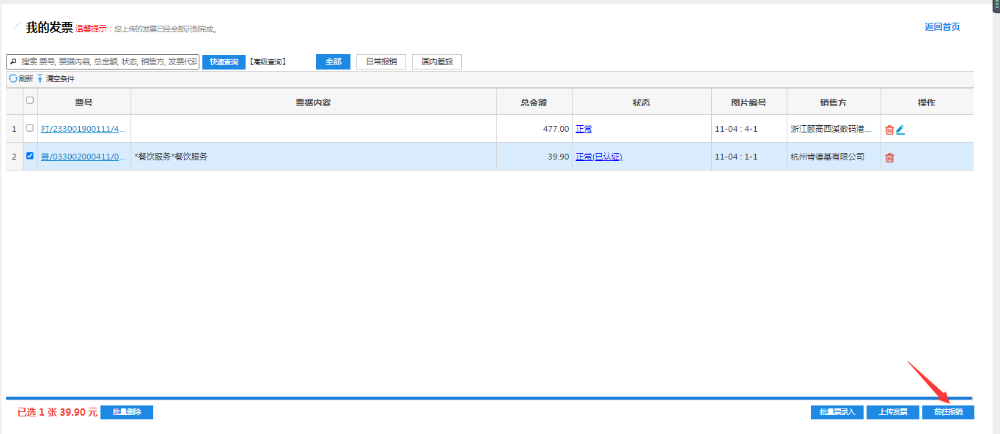 我的发票 温馨提示：您上传的发票已经全部识别完成。
返回首页
搜索 票号, 票据内容, 总金额, 状态, 销售方, 发票代码 快速查询 【高级查询】 全部 日常报销 国内差旅
刷新 清空条件
票号 票据内容 总金额 状态 图片编号 销售方 操作
1 打/233001900111/4... 477.00 正常 11-04 : 4-1 浙江颐高西溪数码港...
2 普/033002000411/0... *餐饮服务*餐饮服务 39.90 正常(已认证) 11-04 : 1-1 杭州肯德基有限公司
已选 1 张 39.90 元 批量删除 批量票录入 上传发票 前往报销